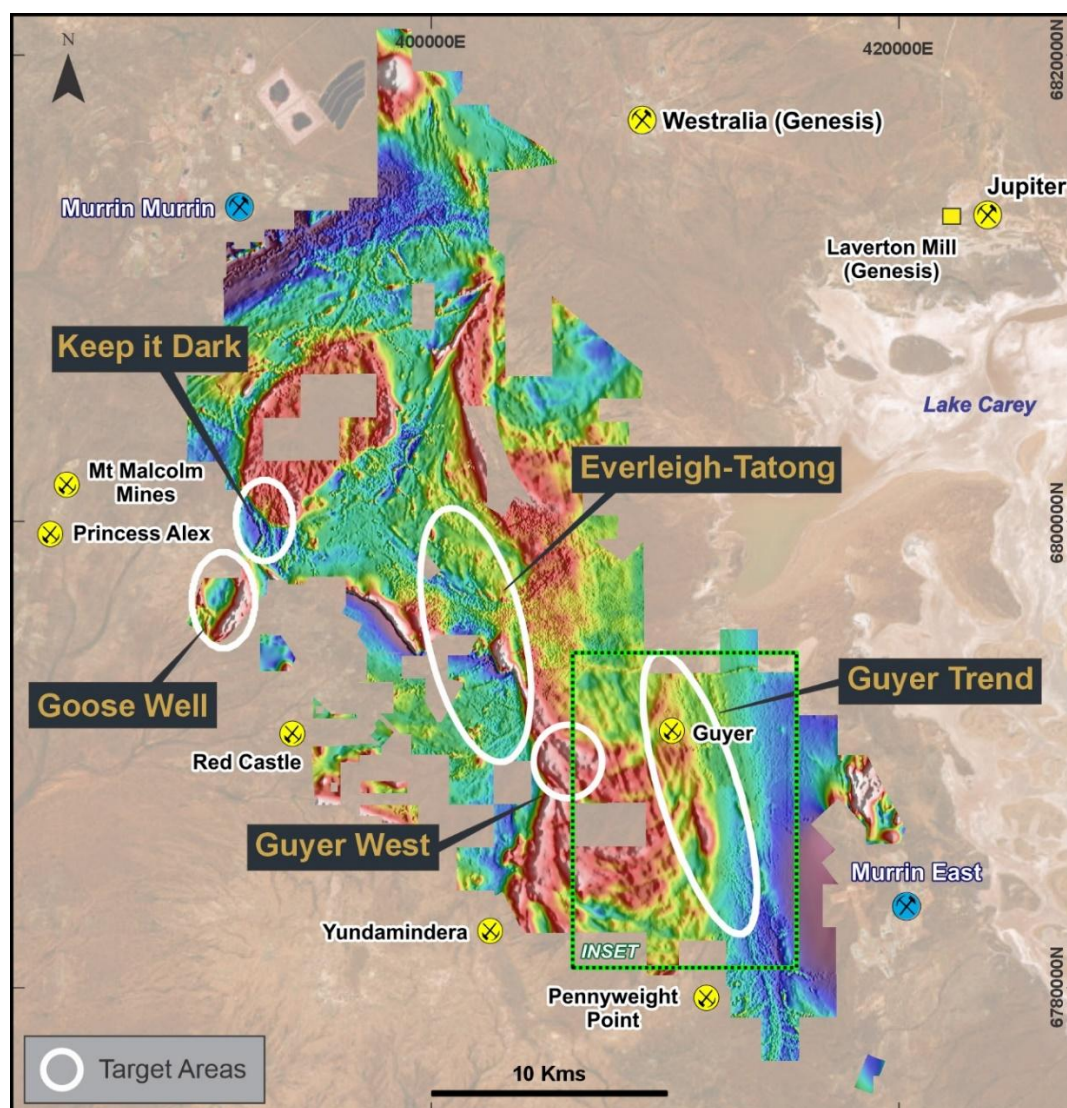 N
400000E
420000E
6820000N
Westralia (Genesis)
Murrin Murrin
Jupiter
Laverton Mill
(Genesis)
Keep it Dark
Lake Carey
Everleigh-Tatong
Mt Malcolm
Mines
Princess Alex
6800000N
Goose Well
Guyer Trend
Red Castle
Guyer
Guyer West
Murrin East
Yundamindera
INSET
Pennyweight
Point
6780000N
Target Areas
10 Kms